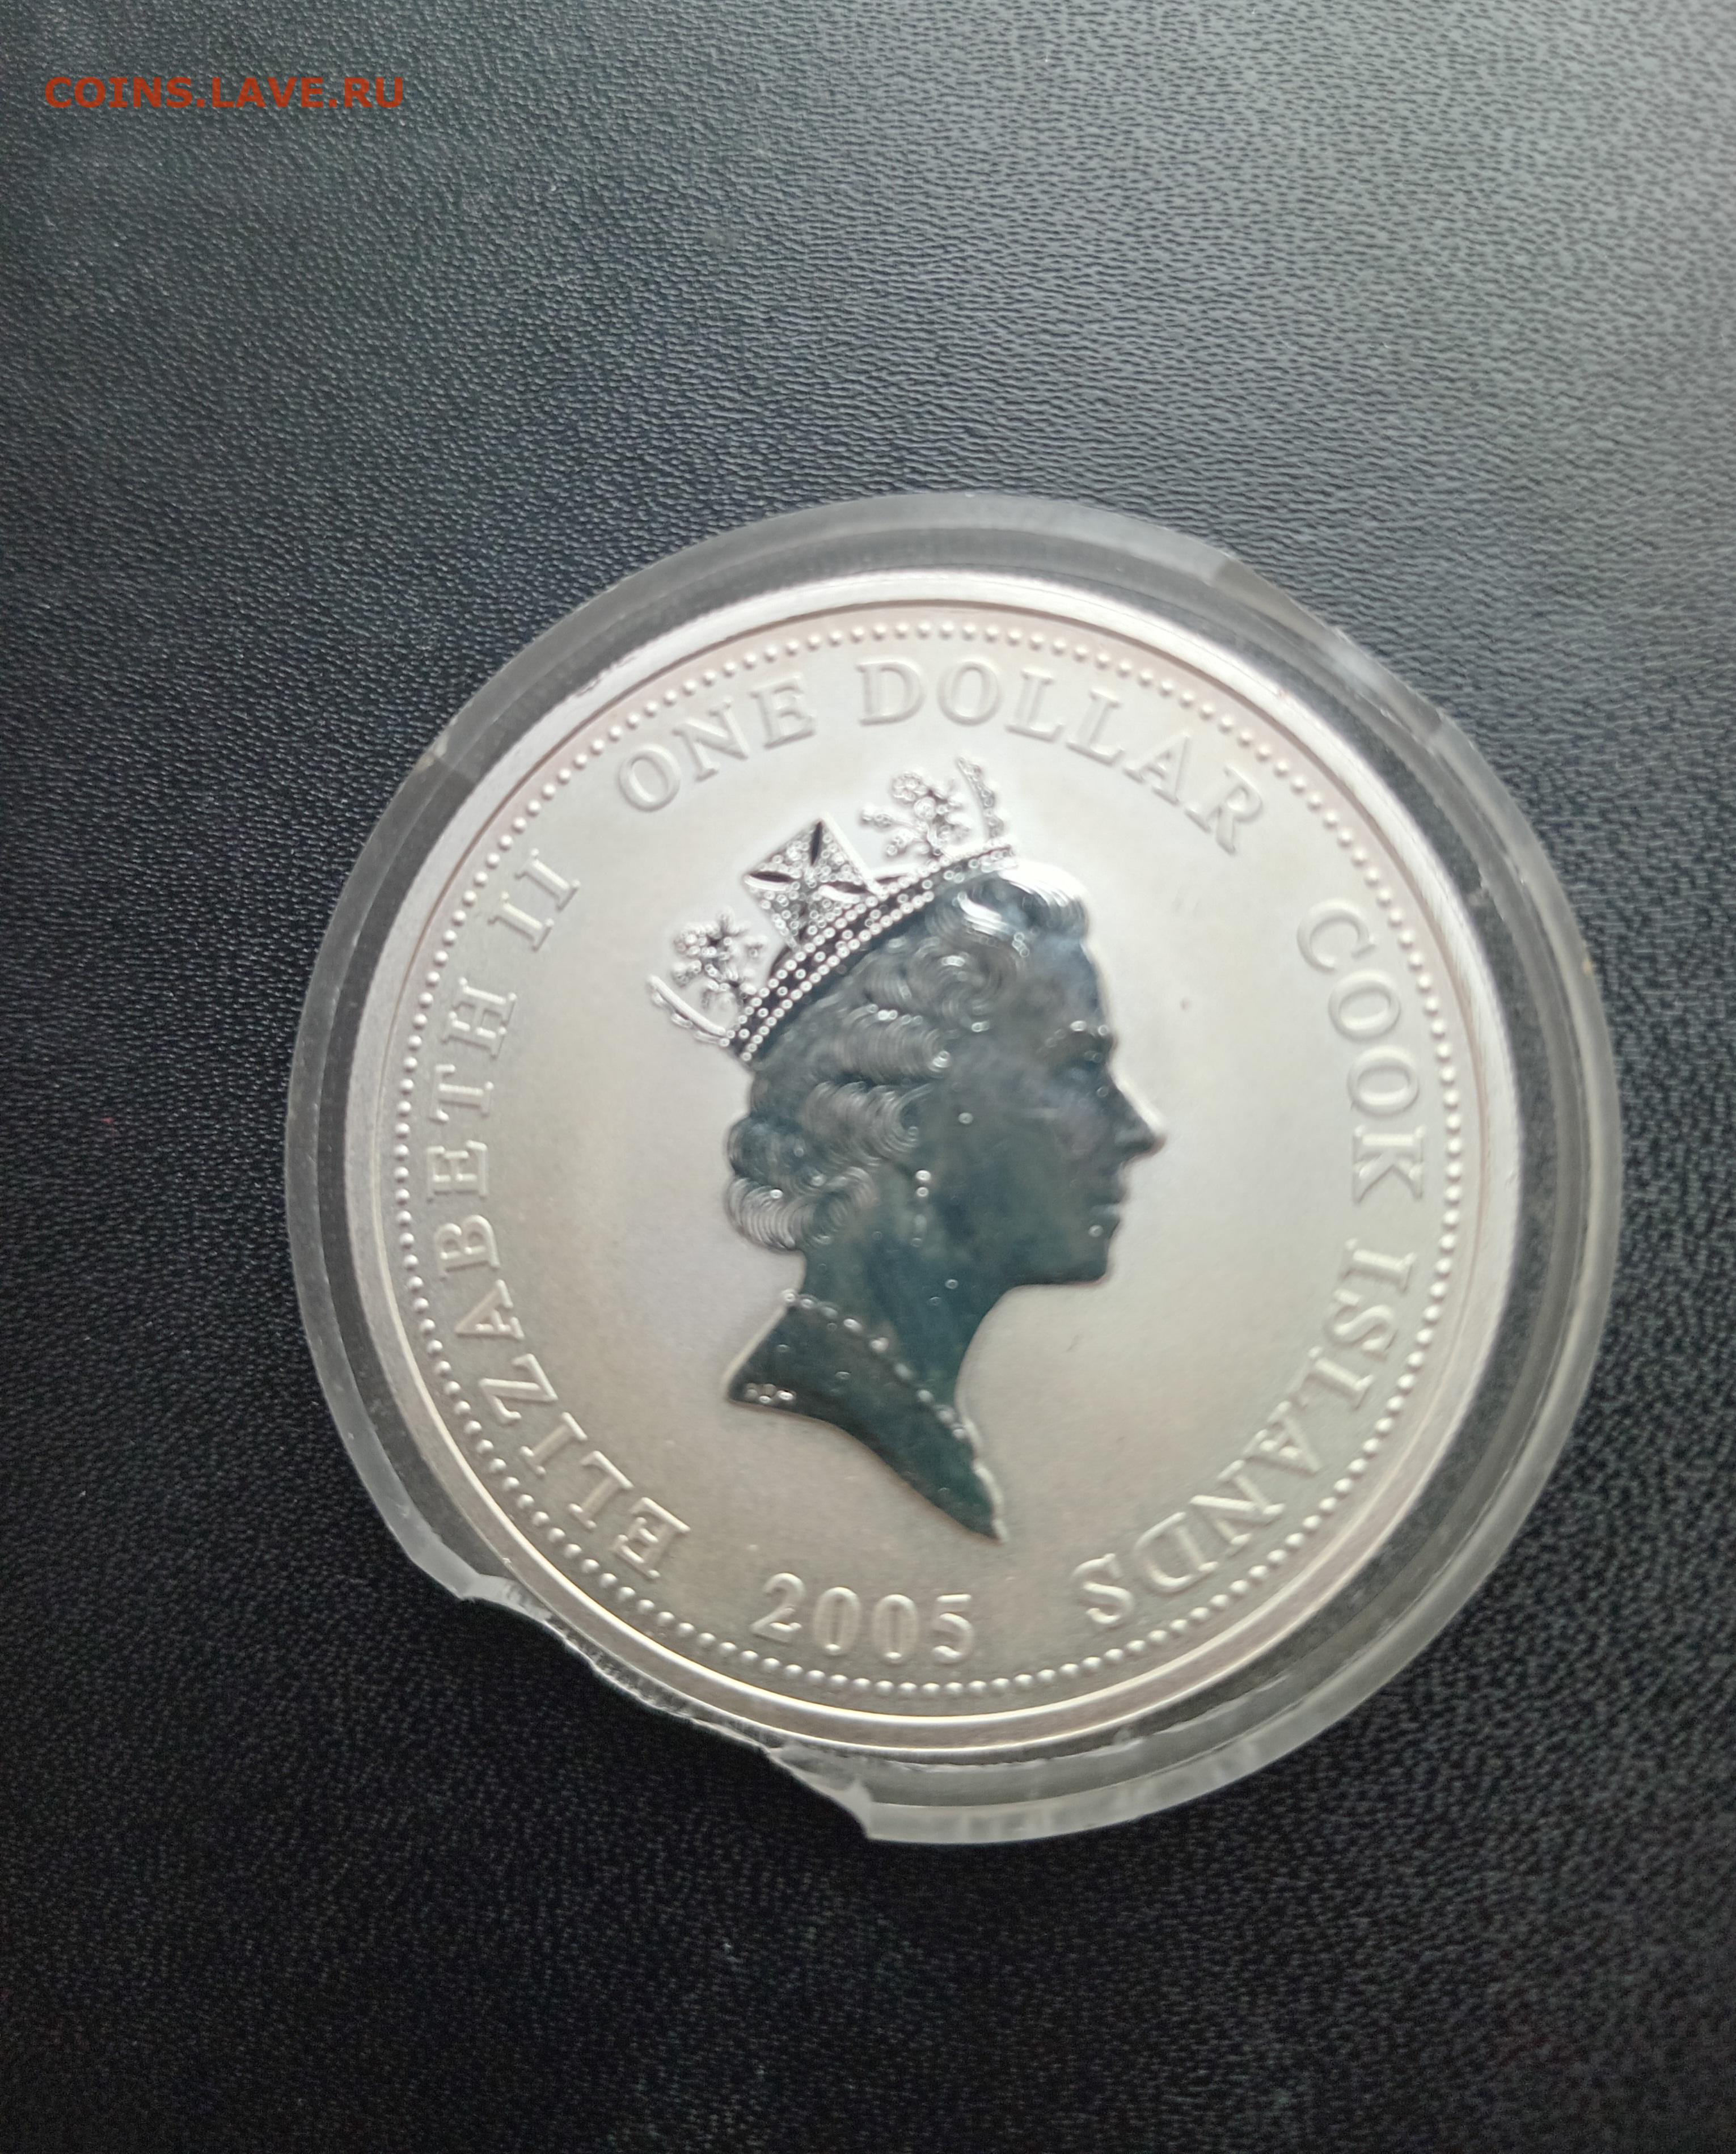 COINS.LAVE.RU
ELIZABETH II ONE DOLLAR COOK ISLANDS
2005